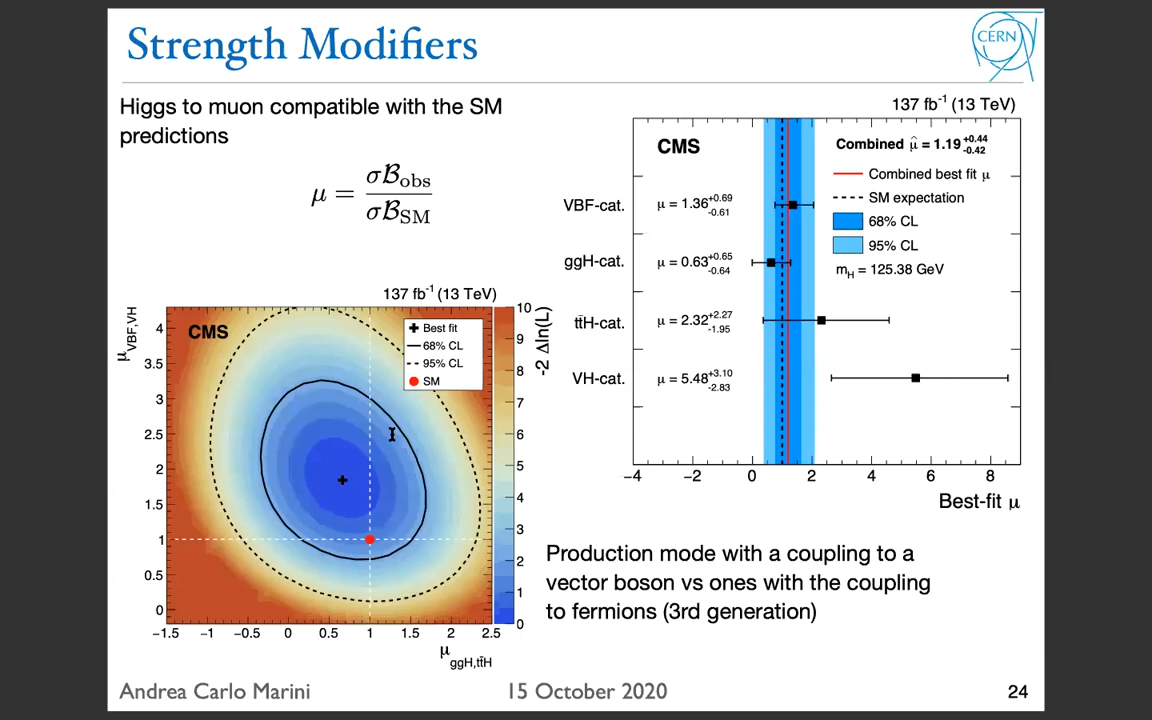 Strength Modifiers
CERN
Higgs to muon compatible with the SM
predictions
μ = σB_obs / σB_SM
137 fb⁻¹ (13 TeV)
CMS
Best fit
68% CL
95% CL
SM
μ_VBF,VH
4
3.5
3
2.5
2
1.5
1
0.5
0
−1.5 −1 −0.5 0 0.5 1 1.5 2 2.5
μ_ggH,tt̄H
10
9
8
7
6
5
4
3
2
1
0
-2 Δln(L)
137 fb⁻¹ (13 TeV)
CMS
Combined μ̂ = 1.19 +0.44 -0.42
Combined best fit μ
SM expectation
68% CL
95% CL
m_H = 125.38 GeV
VBF-cat. μ = 1.36 +0.69 -0.61
ggH-cat. μ = 0.63 +0.65 -0.64
tt̄H-cat. μ = 2.32 +2.27 -1.95
VH-cat. μ = 5.48 +3.10 -2.83
−4 −2 0 2 4 6 8
Best-fit μ
Production mode with a coupling to a
vector boson vs ones with the coupling
to fermions (3rd generation)
Andrea Carlo Marini 15 October 2020 24